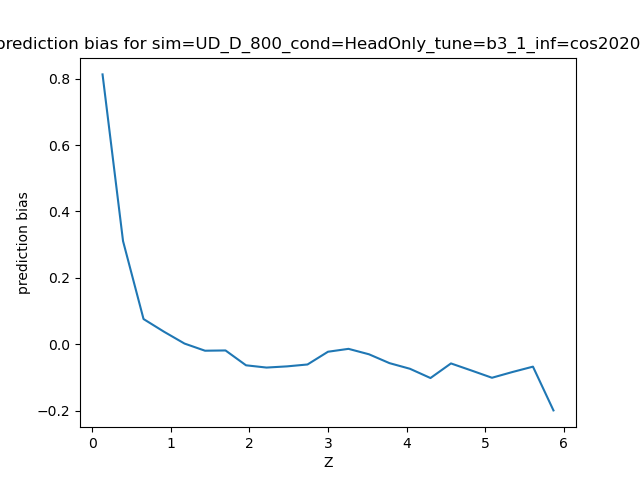 prediction bias for sim=UD_D_800_cond=HeadOnly_tune=b3_1_inf=cos2020
0.8
0.6
0.4
0.2
0.0
−0.2
prediction bias
0 1 2 3 4 5 6
Z